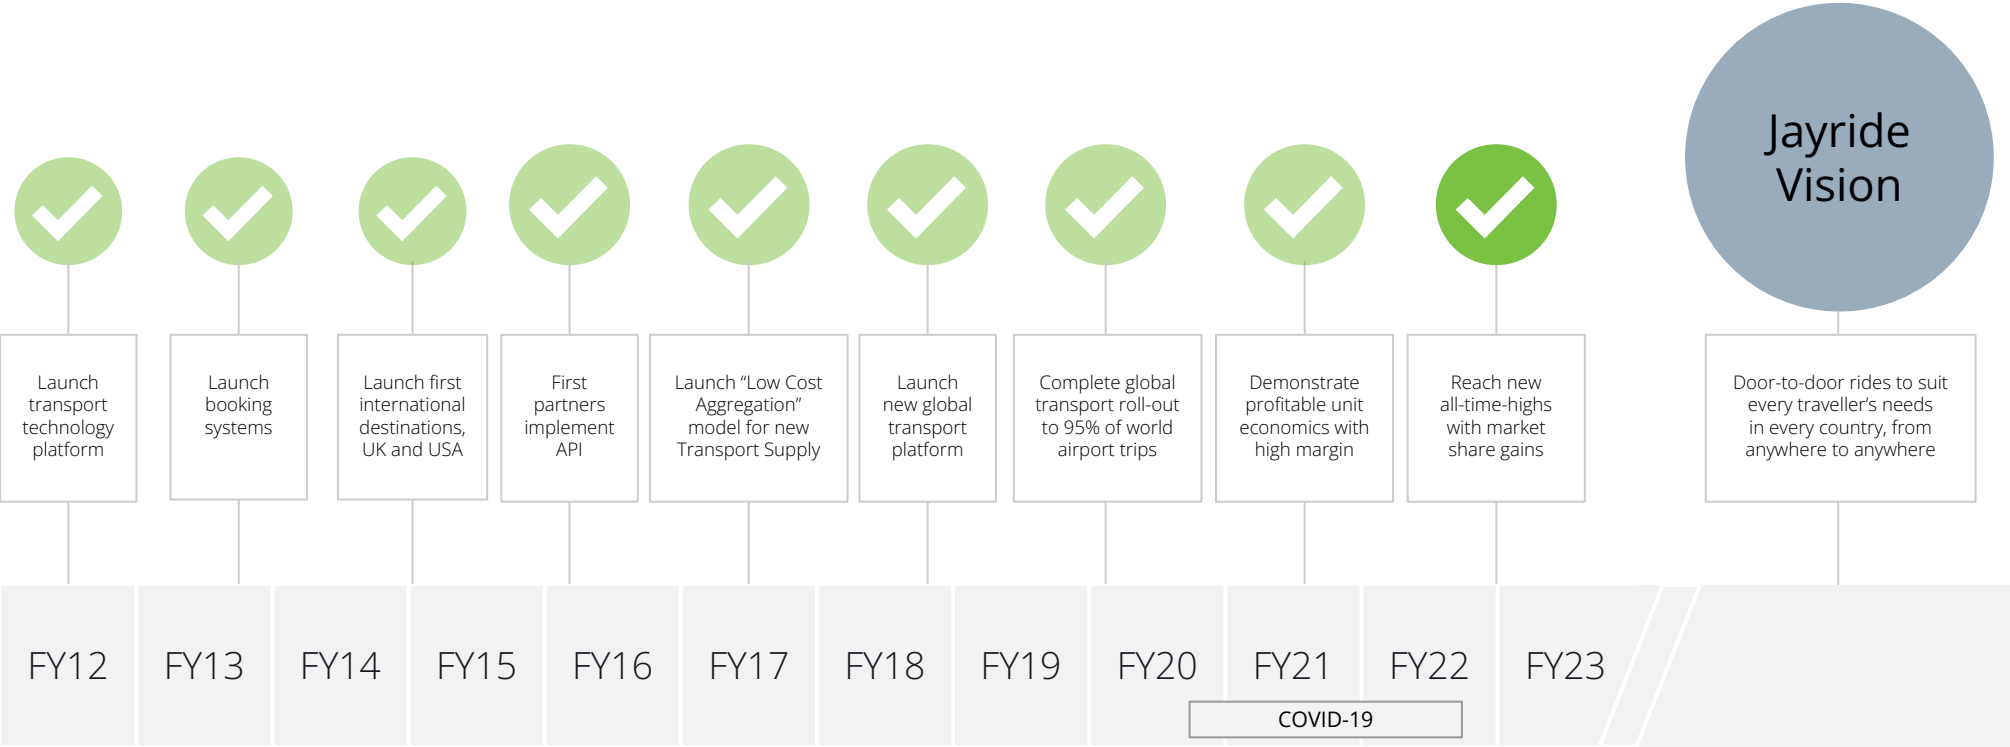 Jayride
Vision
Launch
transport
technology
platform
Launch
booking
systems
Launch first
international
destinations,
UK and USA
First
partners
implement
API
Launch “Low Cost
Aggregation”
model for new
Transport Supply
Launch
new global
transport
platform
Complete global
transport roll-out
to 95% of world
airport trips
Demonstrate
profitable unit
economics with
high margin
Reach new
all-time-highs
with market
share gains
Door-to-door rides to suit
every traveller’s needs
in every country, from
anywhere to anywhere
FY12
FY13
FY14
FY15
FY16
FY17
FY18
FY19
FY20
FY21
FY22
FY23
COVID-19